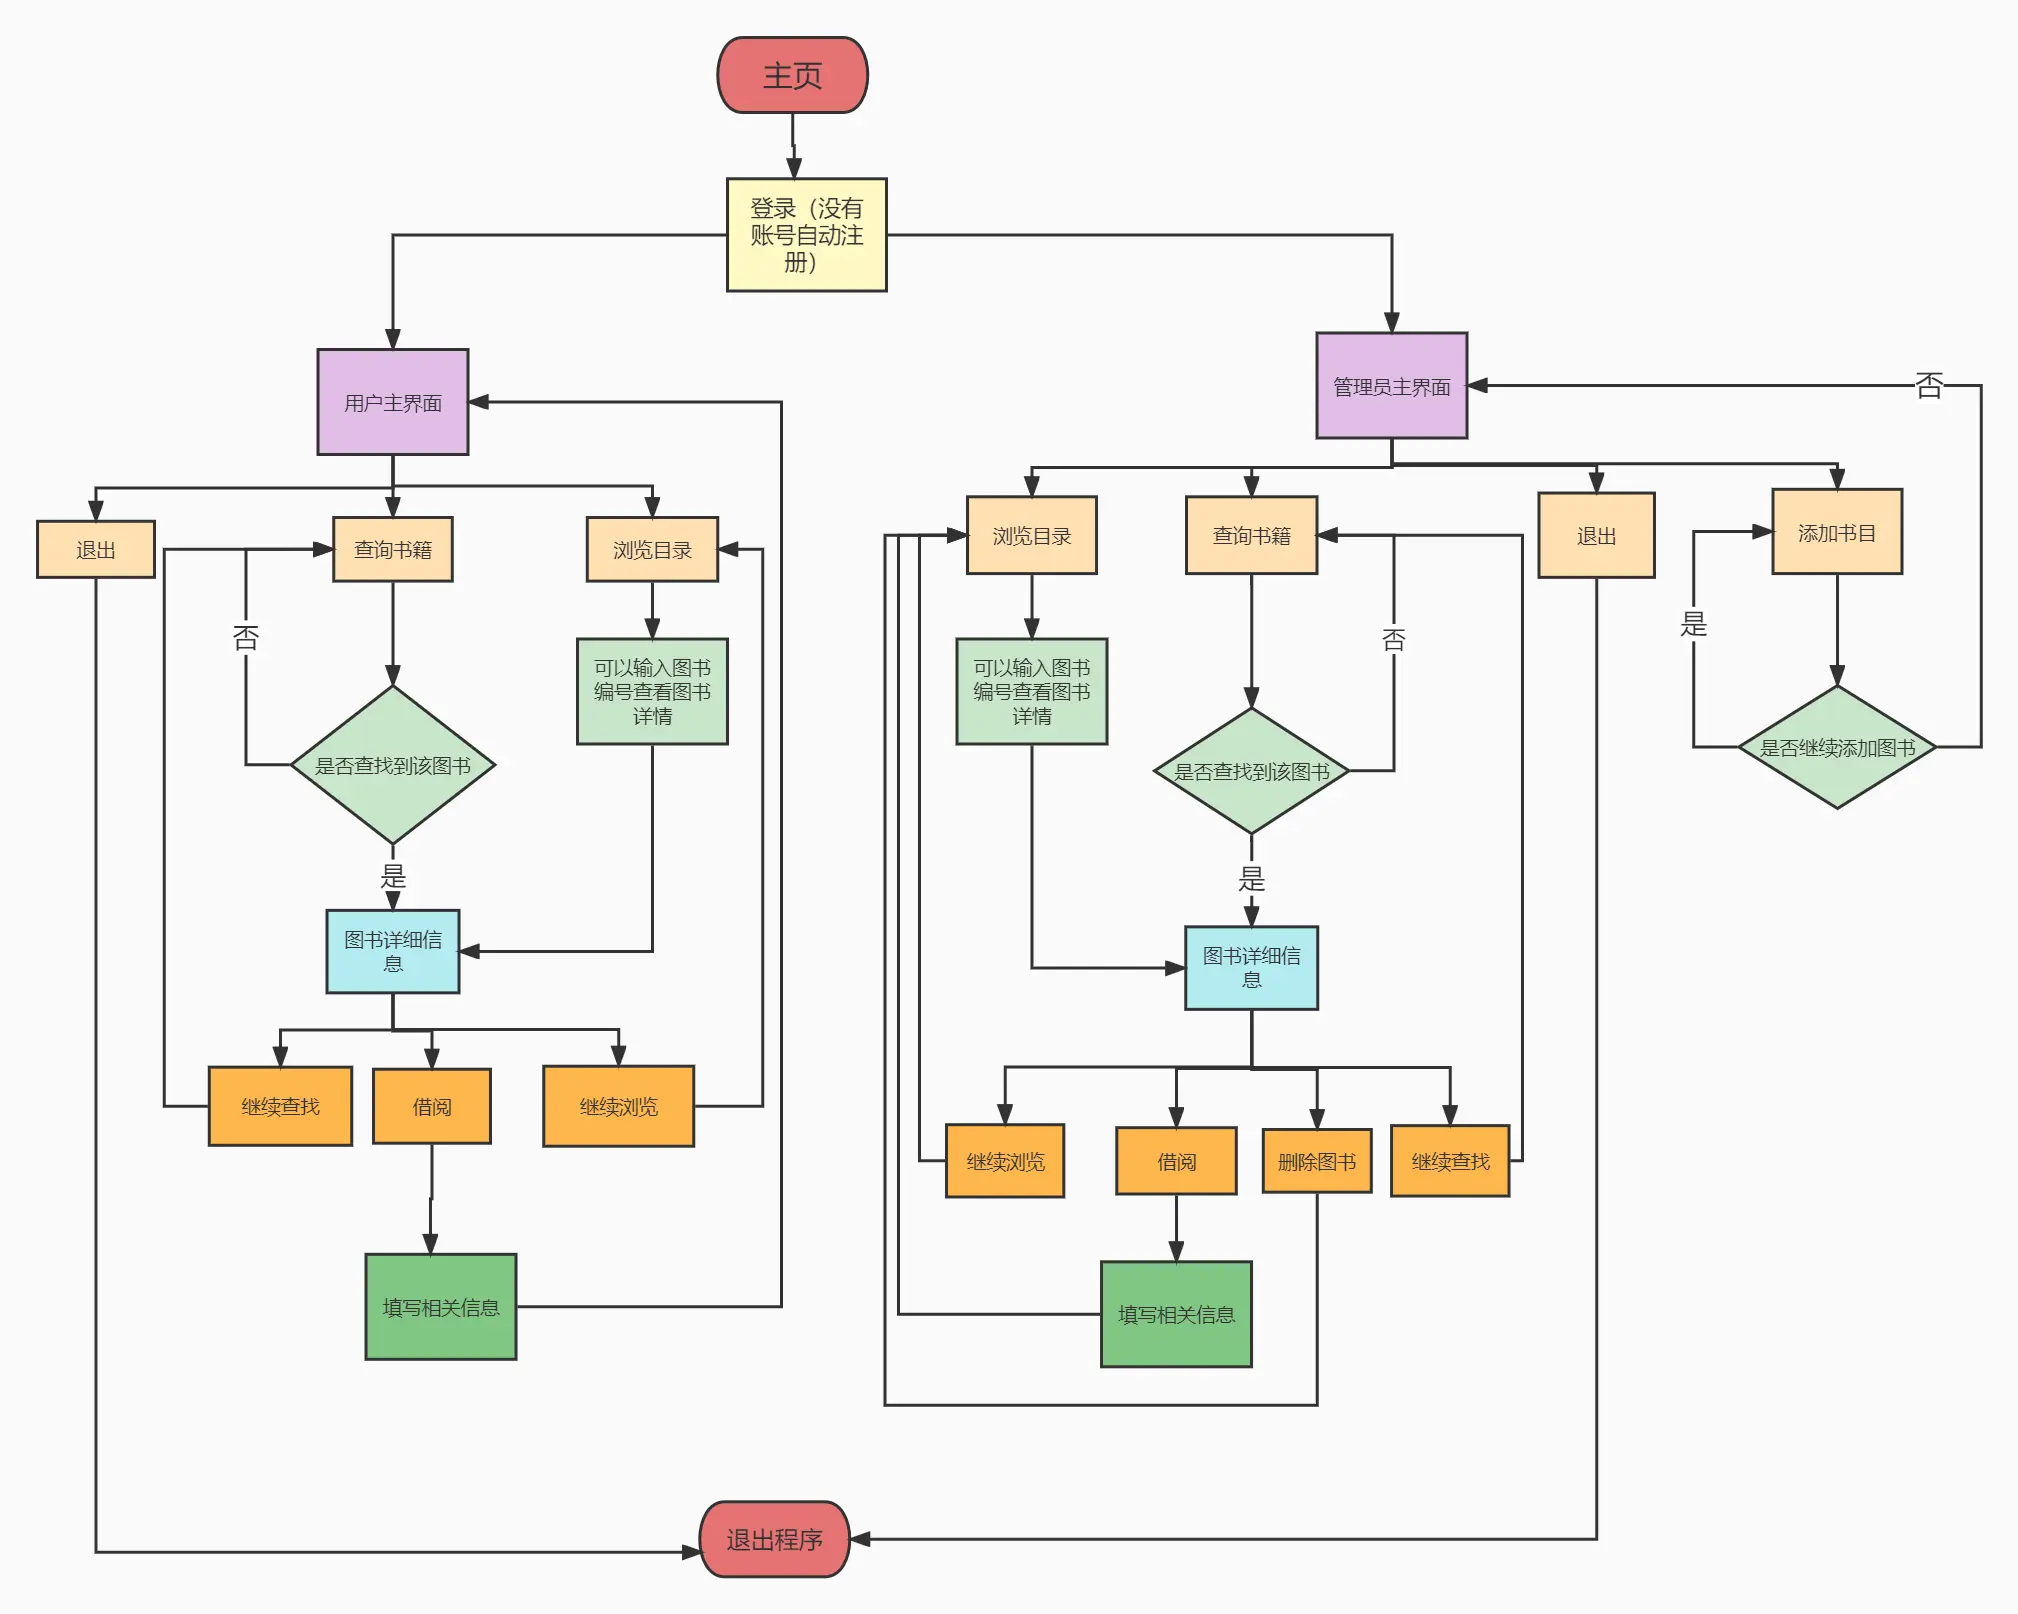 主页
登录（没有
账号自动注
册）
用户主界面
管理员主界面
否
退出
查询书籍
浏览目录
浏览目录
查询书籍
退出
添加书目
否
可以输入图书
编号查看图书
详情
可以输入图书
编号查看图书
详情
否
是
是否查找到该图书
是否查找到该图书
是否继续添加图书
是
是
图书详细信
息
图书详细信
息
继续查找
借阅
继续浏览
继续浏览
借阅
删除图书
继续查找
填写相关信息
填写相关信息
退出程序